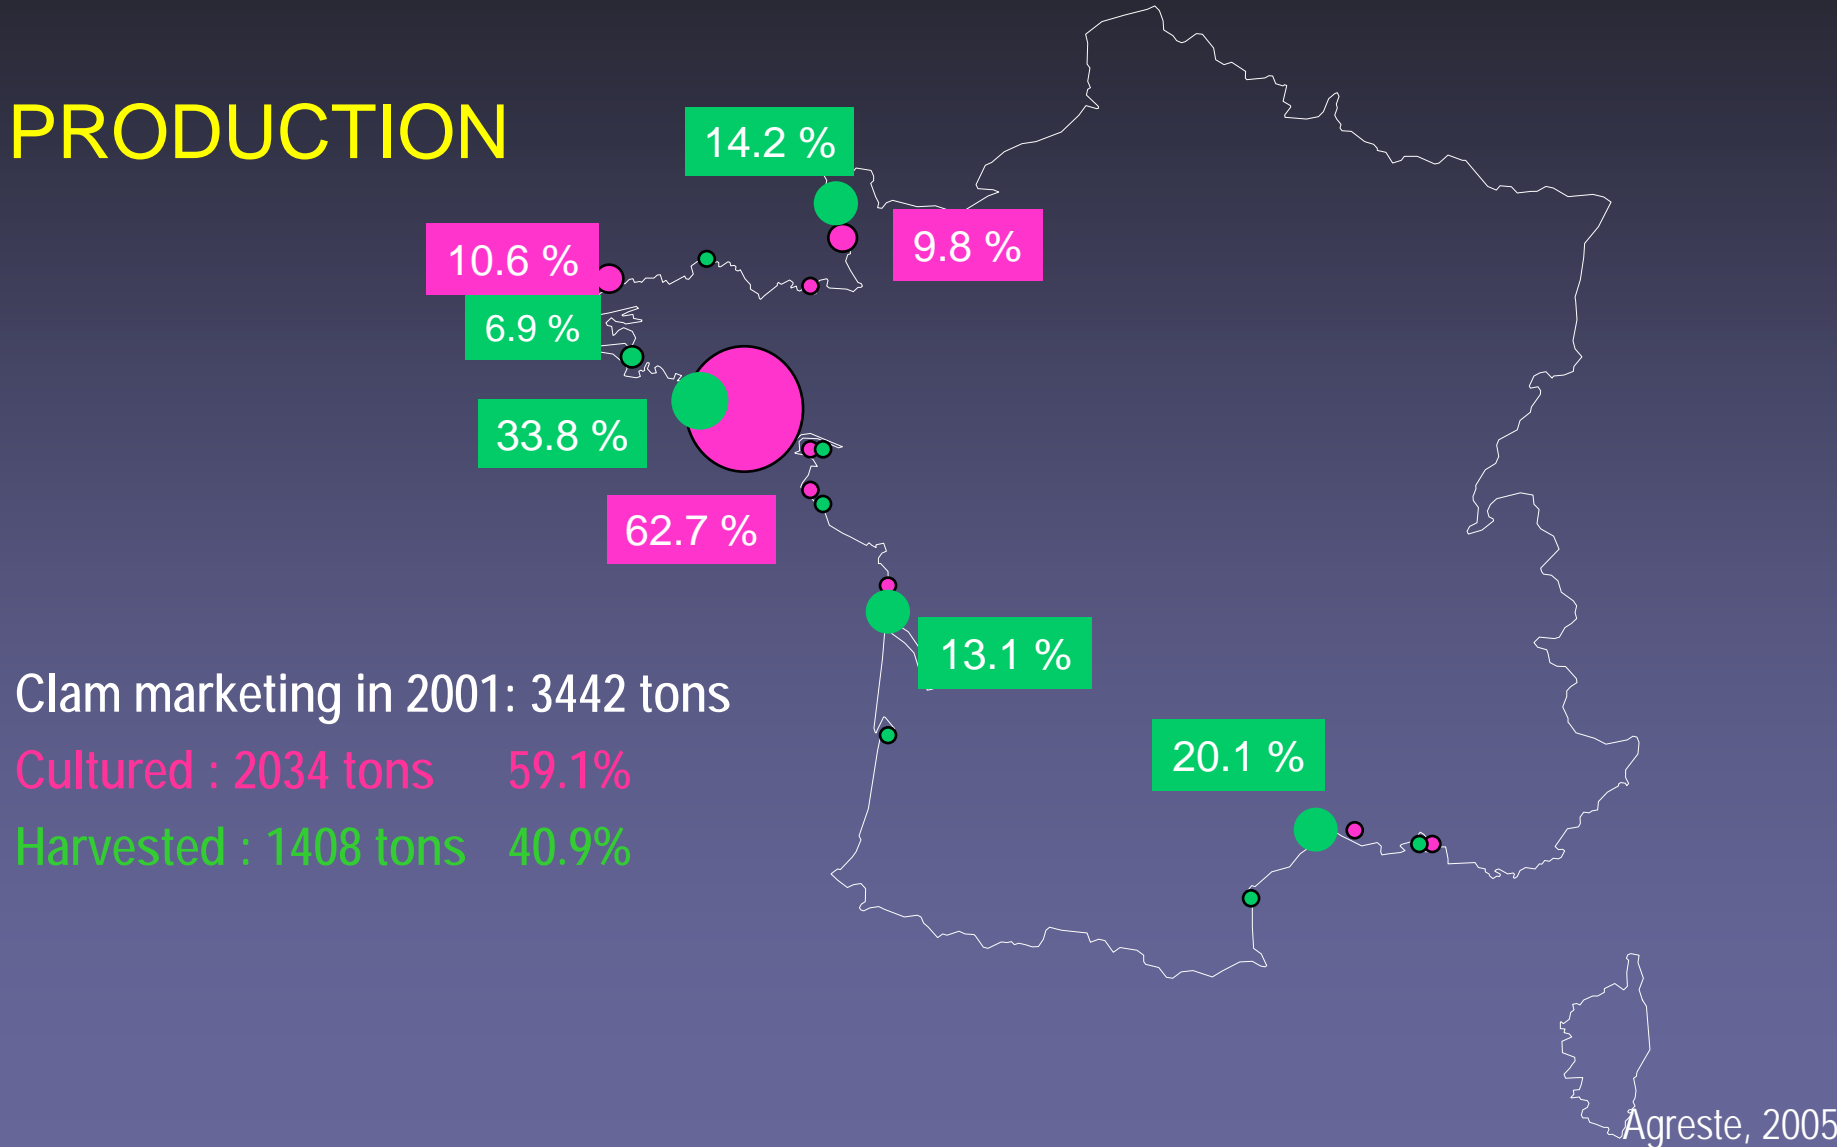 PRODUCTION
14.2 %
9.8 %
10.6 %
6.9 %
33.8 %
62.7 %
13.1 %
Clam marketing in 2001: 3442 tons
20.1 %
Cultured : 2034 tons 59.1%
Harvested : 1408 tons 40.9%
Agreste, 2005